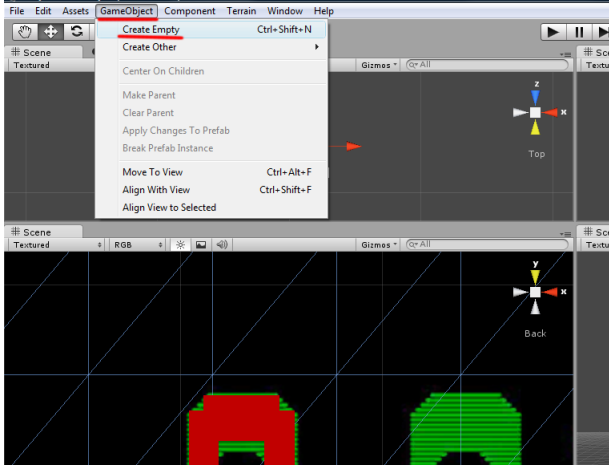 File Edit Assets GameObject Component Terrain Window Help
Create Empty Ctrl+Shift+N
Create Other
Center On Children
Make Parent
Clear Parent
Apply Changes To Prefab
Break Prefab Instance
Move To View Ctrl+Alt+F
Align With View Ctrl+Shift+F
Align View to Selected
Scene
Textured Gizmos All
z
x
Top
Scene
Textured RGB Gizmos All
y
x
Back